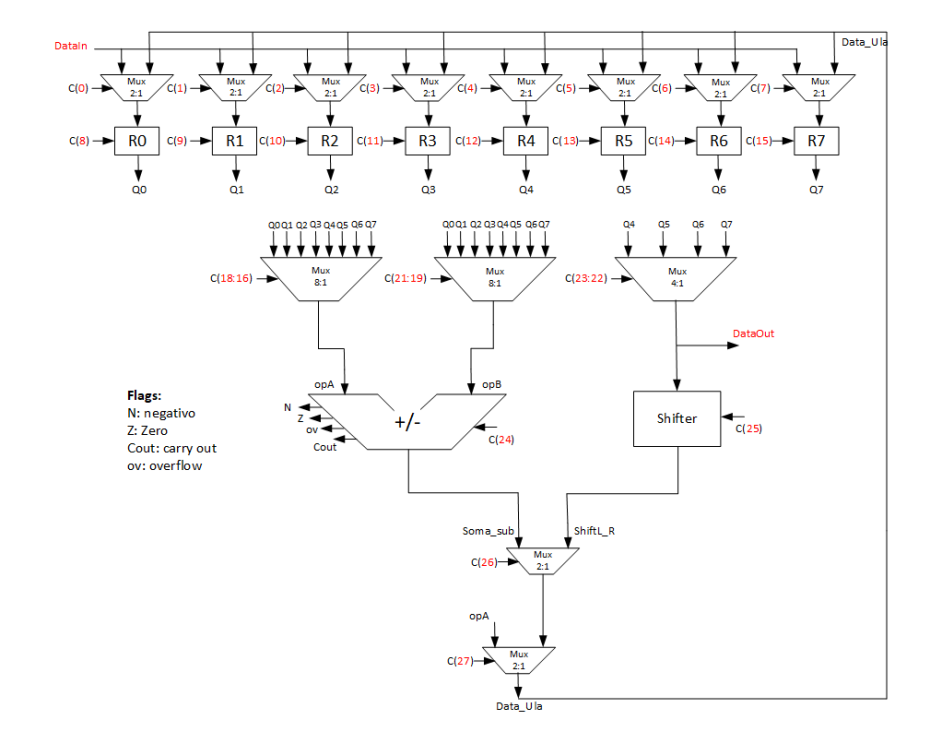 DataIn
Data_Ula
C(0) Mux 2:1 C(1) Mux 2:1 C(2) Mux 2:1 C(3) Mux 2:1 C(4) Mux 2:1 C(5) Mux 2:1 C(6) Mux 2:1 C(7) Mux 2:1
C(8) R0 C(9) R1 C(10) R2 C(11) R3 C(12) R4 C(13) R5 C(14) R6 C(15) R7
Q0 Q1 Q2 Q3 Q4 Q5 Q6 Q7
Q0 Q1 Q2 Q3 Q4 Q5 Q6 Q7
Q0 Q1 Q2 Q3 Q4 Q5 Q6 Q7
Q4 Q5 Q6 Q7
C(18:16) Mux 8:1
C(21:19) Mux 8:1
C(23:22) Mux 4:1
DataOut
opA
opB
Flags:
N: negativo
Z: Zero
Cout: carry out
ov: overflow
N
Z
ov
Cout
+/-
C(24)
Shifter
C(25)
Soma_sub
ShiftL_R
C(26)
Mux
2:1
opA
C(27)
Mux
2:1
Data_Ula